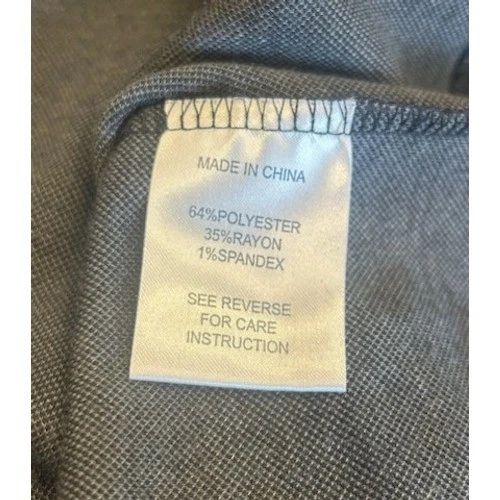 MADE IN CHINA
64%POLYESTER
35%RAYON
1%SPANDEX
SEE REVERSE
FOR CARE
INSTRUCTION